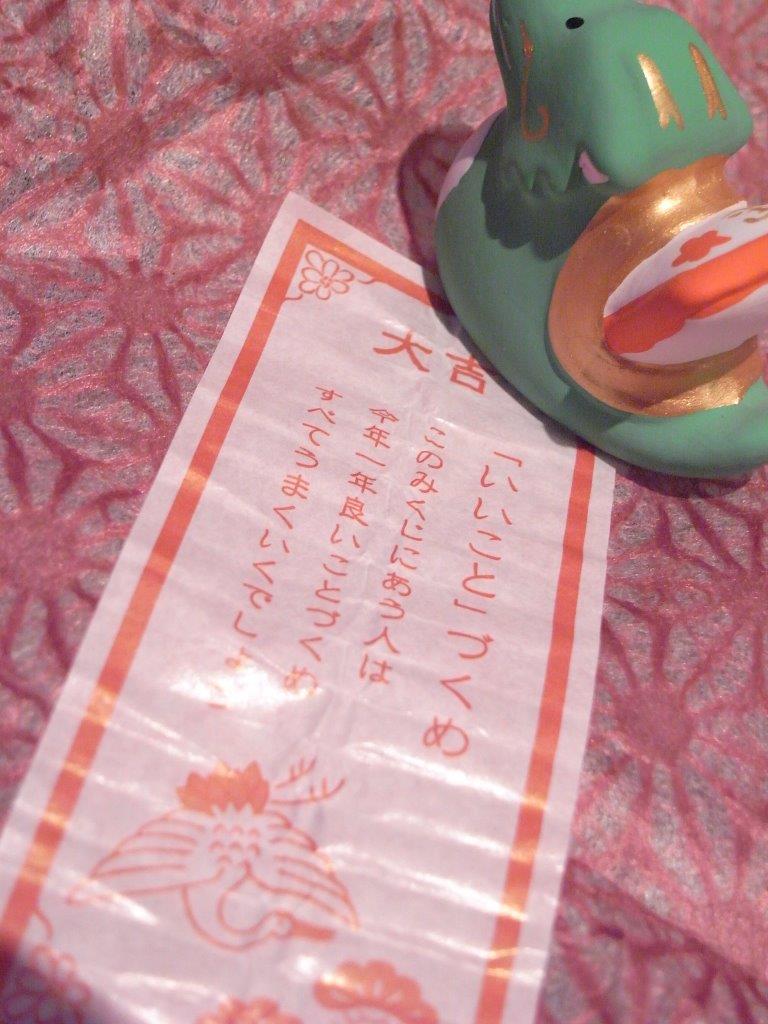 大吉
「いいこと」づくめ
このみくじにあう人は
今年一年良いことづくめ
すべてうまくいくでしょう